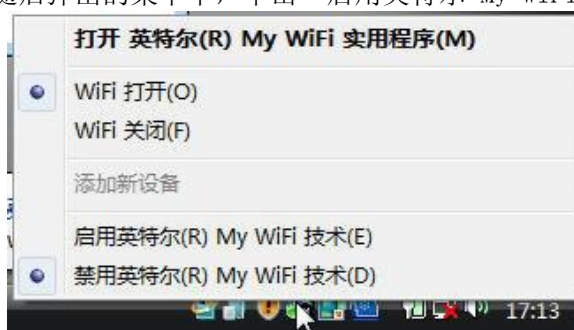 打开 英特尔(R) My WiFi 实用程序(M)
WiFi 打开(O)
WiFi 关闭(F)
添加新设备
启用英特尔(R) My WiFi 技术(E)
禁用英特尔(R) My WiFi 技术(D)
17:13